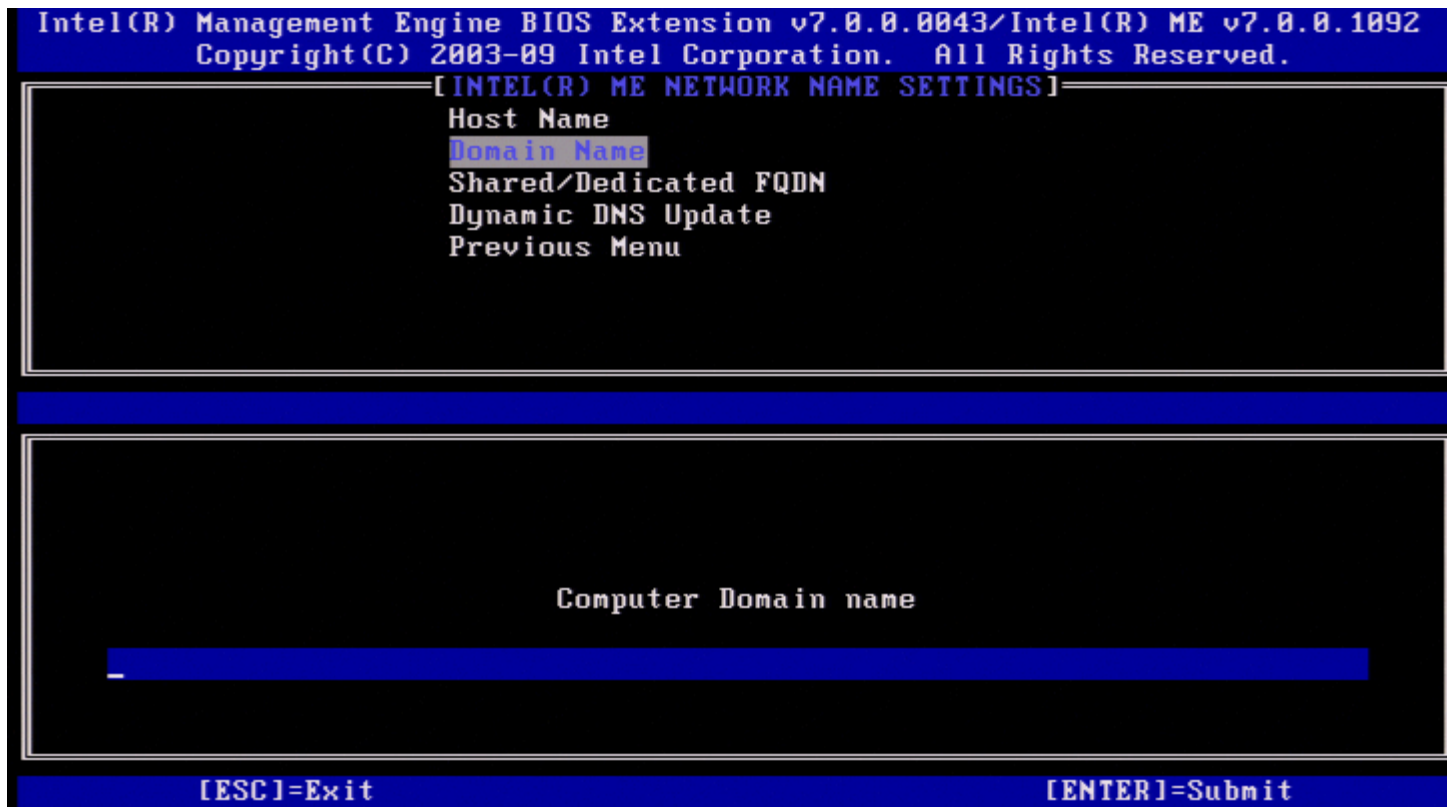 Intel(R) Management Engine BIOS Extension v7.0.0.0043/Intel(R) ME v7.0.0.1092
Copyright(C) 2003-09 Intel Corporation. All Rights Reserved.
[INTEL(R) ME NETWORK NAME SETTINGS]
Host Name
Domain Name
Shared/Dedicated FQDN
Dynamic DNS Update
Previous Menu
Computer Domain name
[ESC]=Exit [ENTER]=Submit